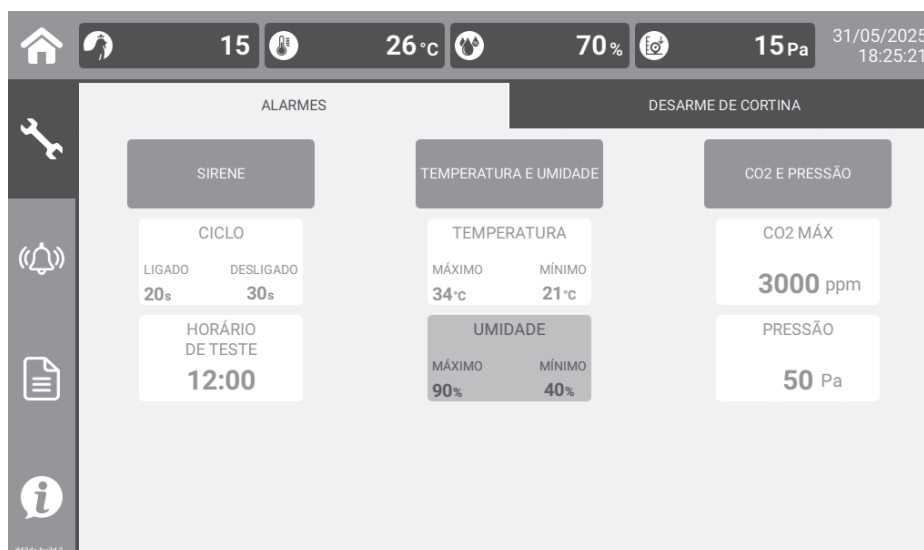 15 26°C 70% 15Pa 31/05/2025
18:25:21
ALARMES DESARME DE CORTINA
SIRENE TEMPERATURA E UMIDADE CO2 E PRESSÃO
CICLO TEMPERATURA CO2 MÁX
LIGADO DESLIGADO MÁXIMO MÍNIMO
20s 30s 34°C 21°C 3000 ppm
HORÁRIO
DE TESTE UMIDADE PRESSÃO
12:00 MÁXIMO MÍNIMO
90% 40% 50 Pa